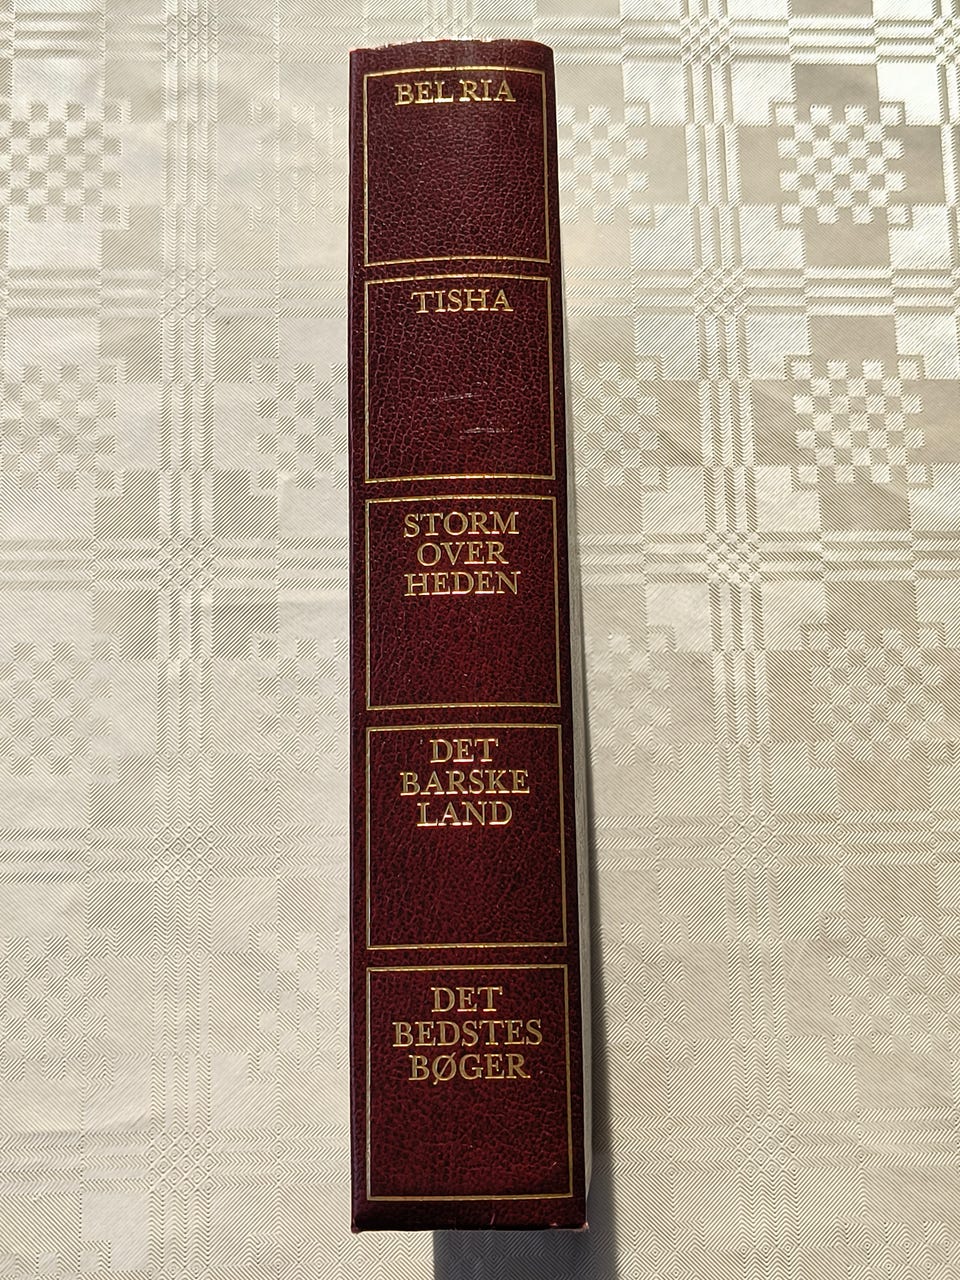 BEL RIA
TISHA
STORM
OVER
HEDEN
DET
BARSKE
LAND
DET
BEDSTES
BØGER